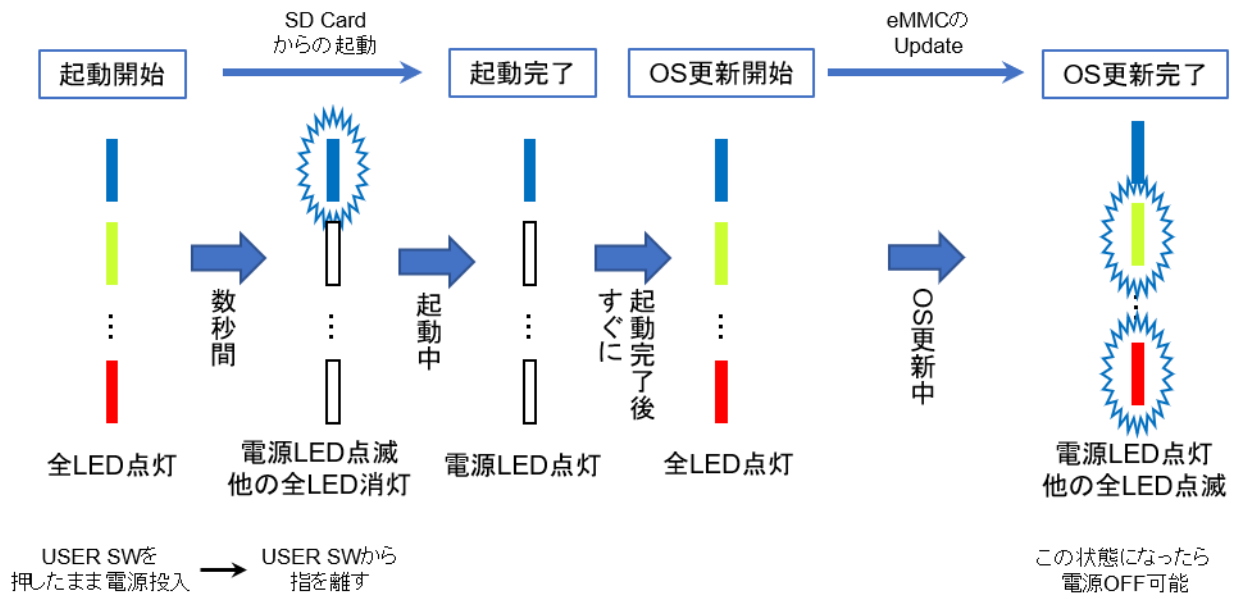 SD Card
からの起動
eMMCの
Update
起動開始
起動完了
OS更新開始
OS更新完了
数秒間
起動中
起動完了後
すぐに
OS更新中
全LED点灯
電源LED点滅
他の全LED消灯
電源LED点灯
全LED点灯
電源LED点灯
他の全LED点滅
USER SWを
押したまま電源投入
USER SWから
指を離す
この状態になったら
電源OFF可能